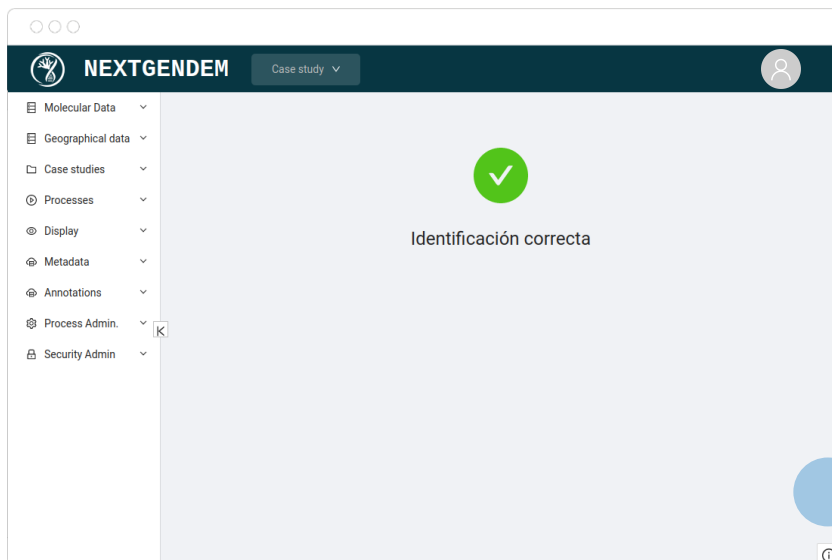 NEXTGENDEM
Case study
Molecular Data
Geographical data
Case studies
Processes
Display
Metadata
Annotations
Process Admin.
Security Admin
Identificación correcta